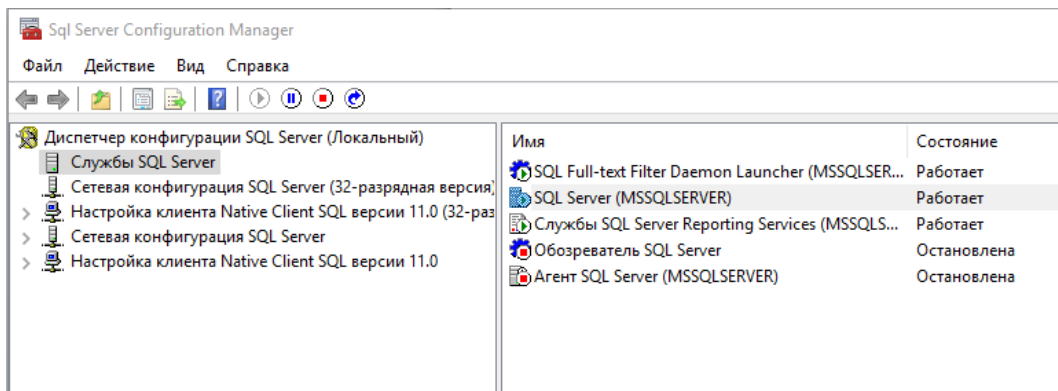 Sql Server Configuration Manager
Файл Действие Вид Справка
Диспетчер конфигурации SQL Server (Локальный)
Службы SQL Server
Сетевая конфигурация SQL Server (32-разрядная версия)
Настройка клиента Native Client SQL версии 11.0 (32-раз
Сетевая конфигурация SQL Server
Настройка клиента Native Client SQL версии 11.0
Имя Состояние
SQL Full-text Filter Daemon Launcher (MSSQLSER... Работает
SQL Server (MSSQLSERVER) Работает
Службы SQL Server Reporting Services (MSSQLS... Работает
Обозреватель SQL Server Остановлена
Агент SQL Server (MSSQLSERVER) Остановлена